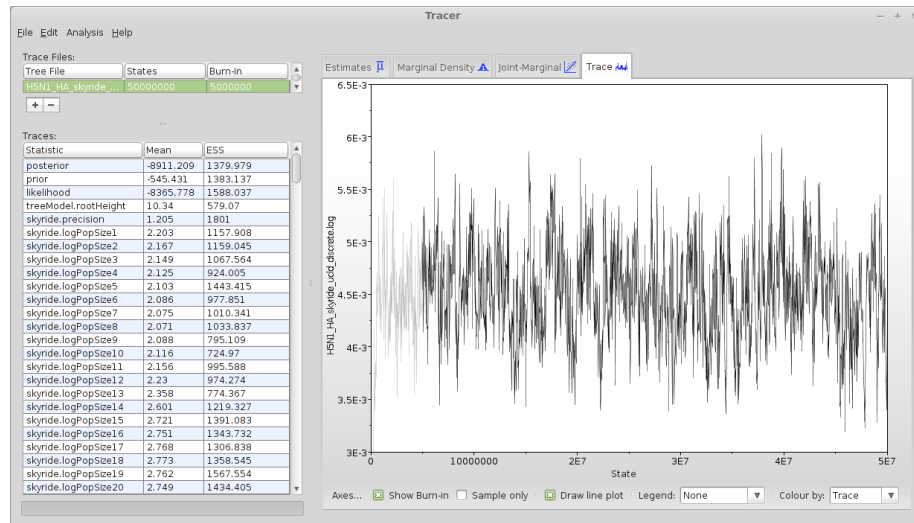 Tracer
File Edit Analysis Help
Trace Files:
Tree File States Burn-In
H5N1_HA_skyride_... 50000000 5000000
+ −
Traces:
Statistic Mean ESS
posterior -8911.209 1379.979
prior -545.431 1383.137
likelihood -8365.778 1588.037
treeModel.rootHeight 10.34 579.07
skyride.precision 1.205 1801
skyride.logPopSize1 2.203 1157.908
skyride.logPopSize2 2.167 1159.045
skyride.logPopSize3 2.149 1067.564
skyride.logPopSize4 2.125 924.005
skyride.logPopSize5 2.103 1443.415
skyride.logPopSize6 2.086 977.851
skyride.logPopSize7 2.075 1010.341
skyride.logPopSize8 2.071 1033.837
skyride.logPopSize9 2.088 795.109
skyride.logPopSize10 2.116 724.97
skyride.logPopSize11 2.156 995.588
skyride.logPopSize12 2.23 974.274
skyride.logPopSize13 2.358 774.367
skyride.logPopSize14 2.601 1219.327
skyride.logPopSize15 2.721 1391.083
skyride.logPopSize16 2.751 1343.732
skyride.logPopSize17 2.768 1306.838
skyride.logPopSize18 2.773 1358.545
skyride.logPopSize19 2.762 1567.554
skyride.logPopSize20 2.749 1434.405
Estimates Marginal Density Joint-Marginal Trace
6.5E-3
6E-3
5.5E-3
5E-3
4.5E-3
4E-3
3.5E-3
3E-3
H5N1_HA_skyride_ucld_discrete.log
0 10000000 2E7 3E7 4E7 5E7
State
Axes... Show Burn-in Sample only Draw line plot Legend: None Colour by: Trace